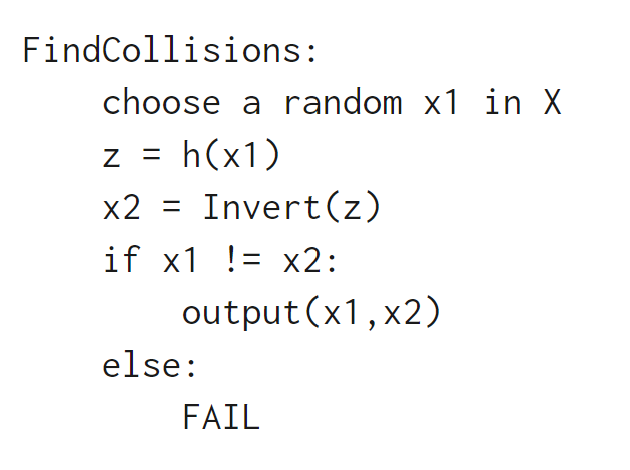 FindCollisions:
    choose a random x1 in X
    z = h(x1)
    x2 = Invert(z)
    if x1 != x2:
        output(x1,x2)
    else:
        FAIL